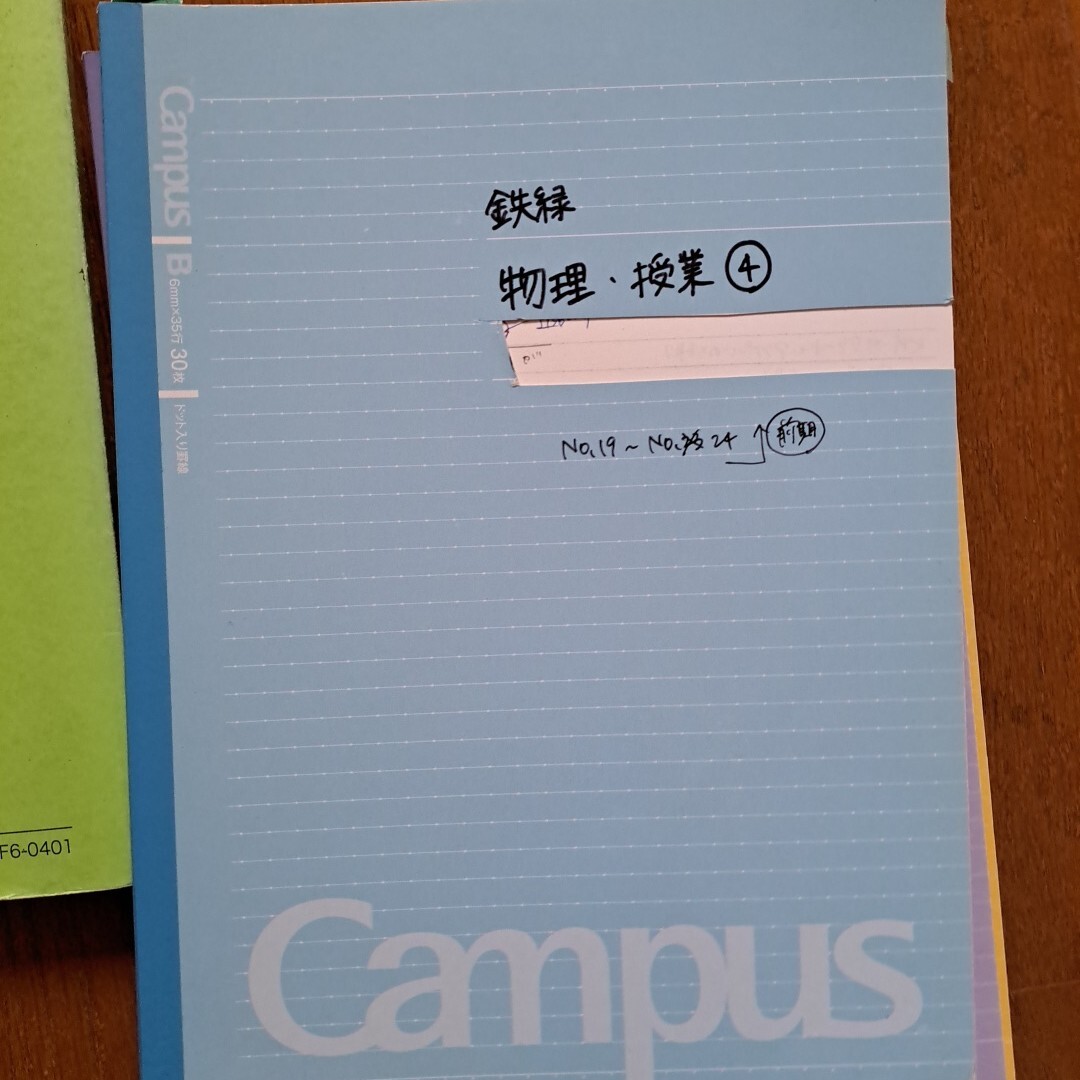 Campus B 6mm×35行 30枚 ドット入り罫線
鉄緑
物理・授業④
No.19 ~ No. 24 前期
Campus
F6-0401